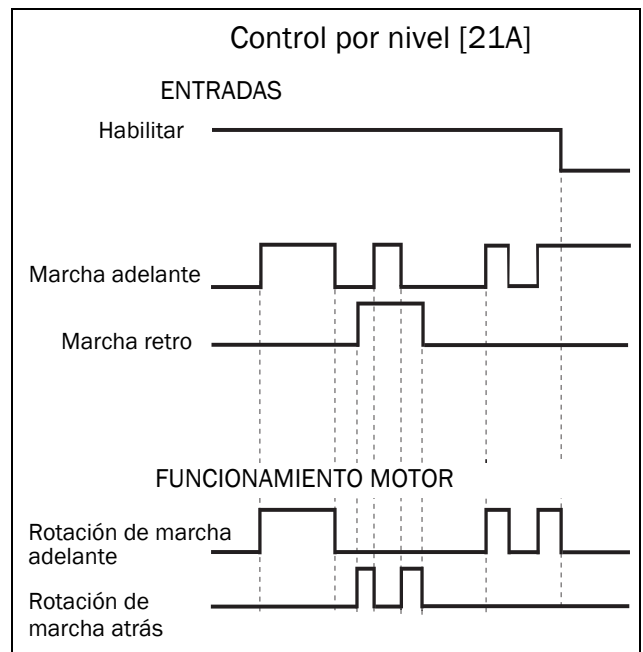 Control por nivel [21A]
ENTRADAS
Habilitar
Marcha adelante
Marcha retro
FUNCIONAMIENTO MOTOR
Rotación de marcha
adelante
Rotación de
marcha atrás